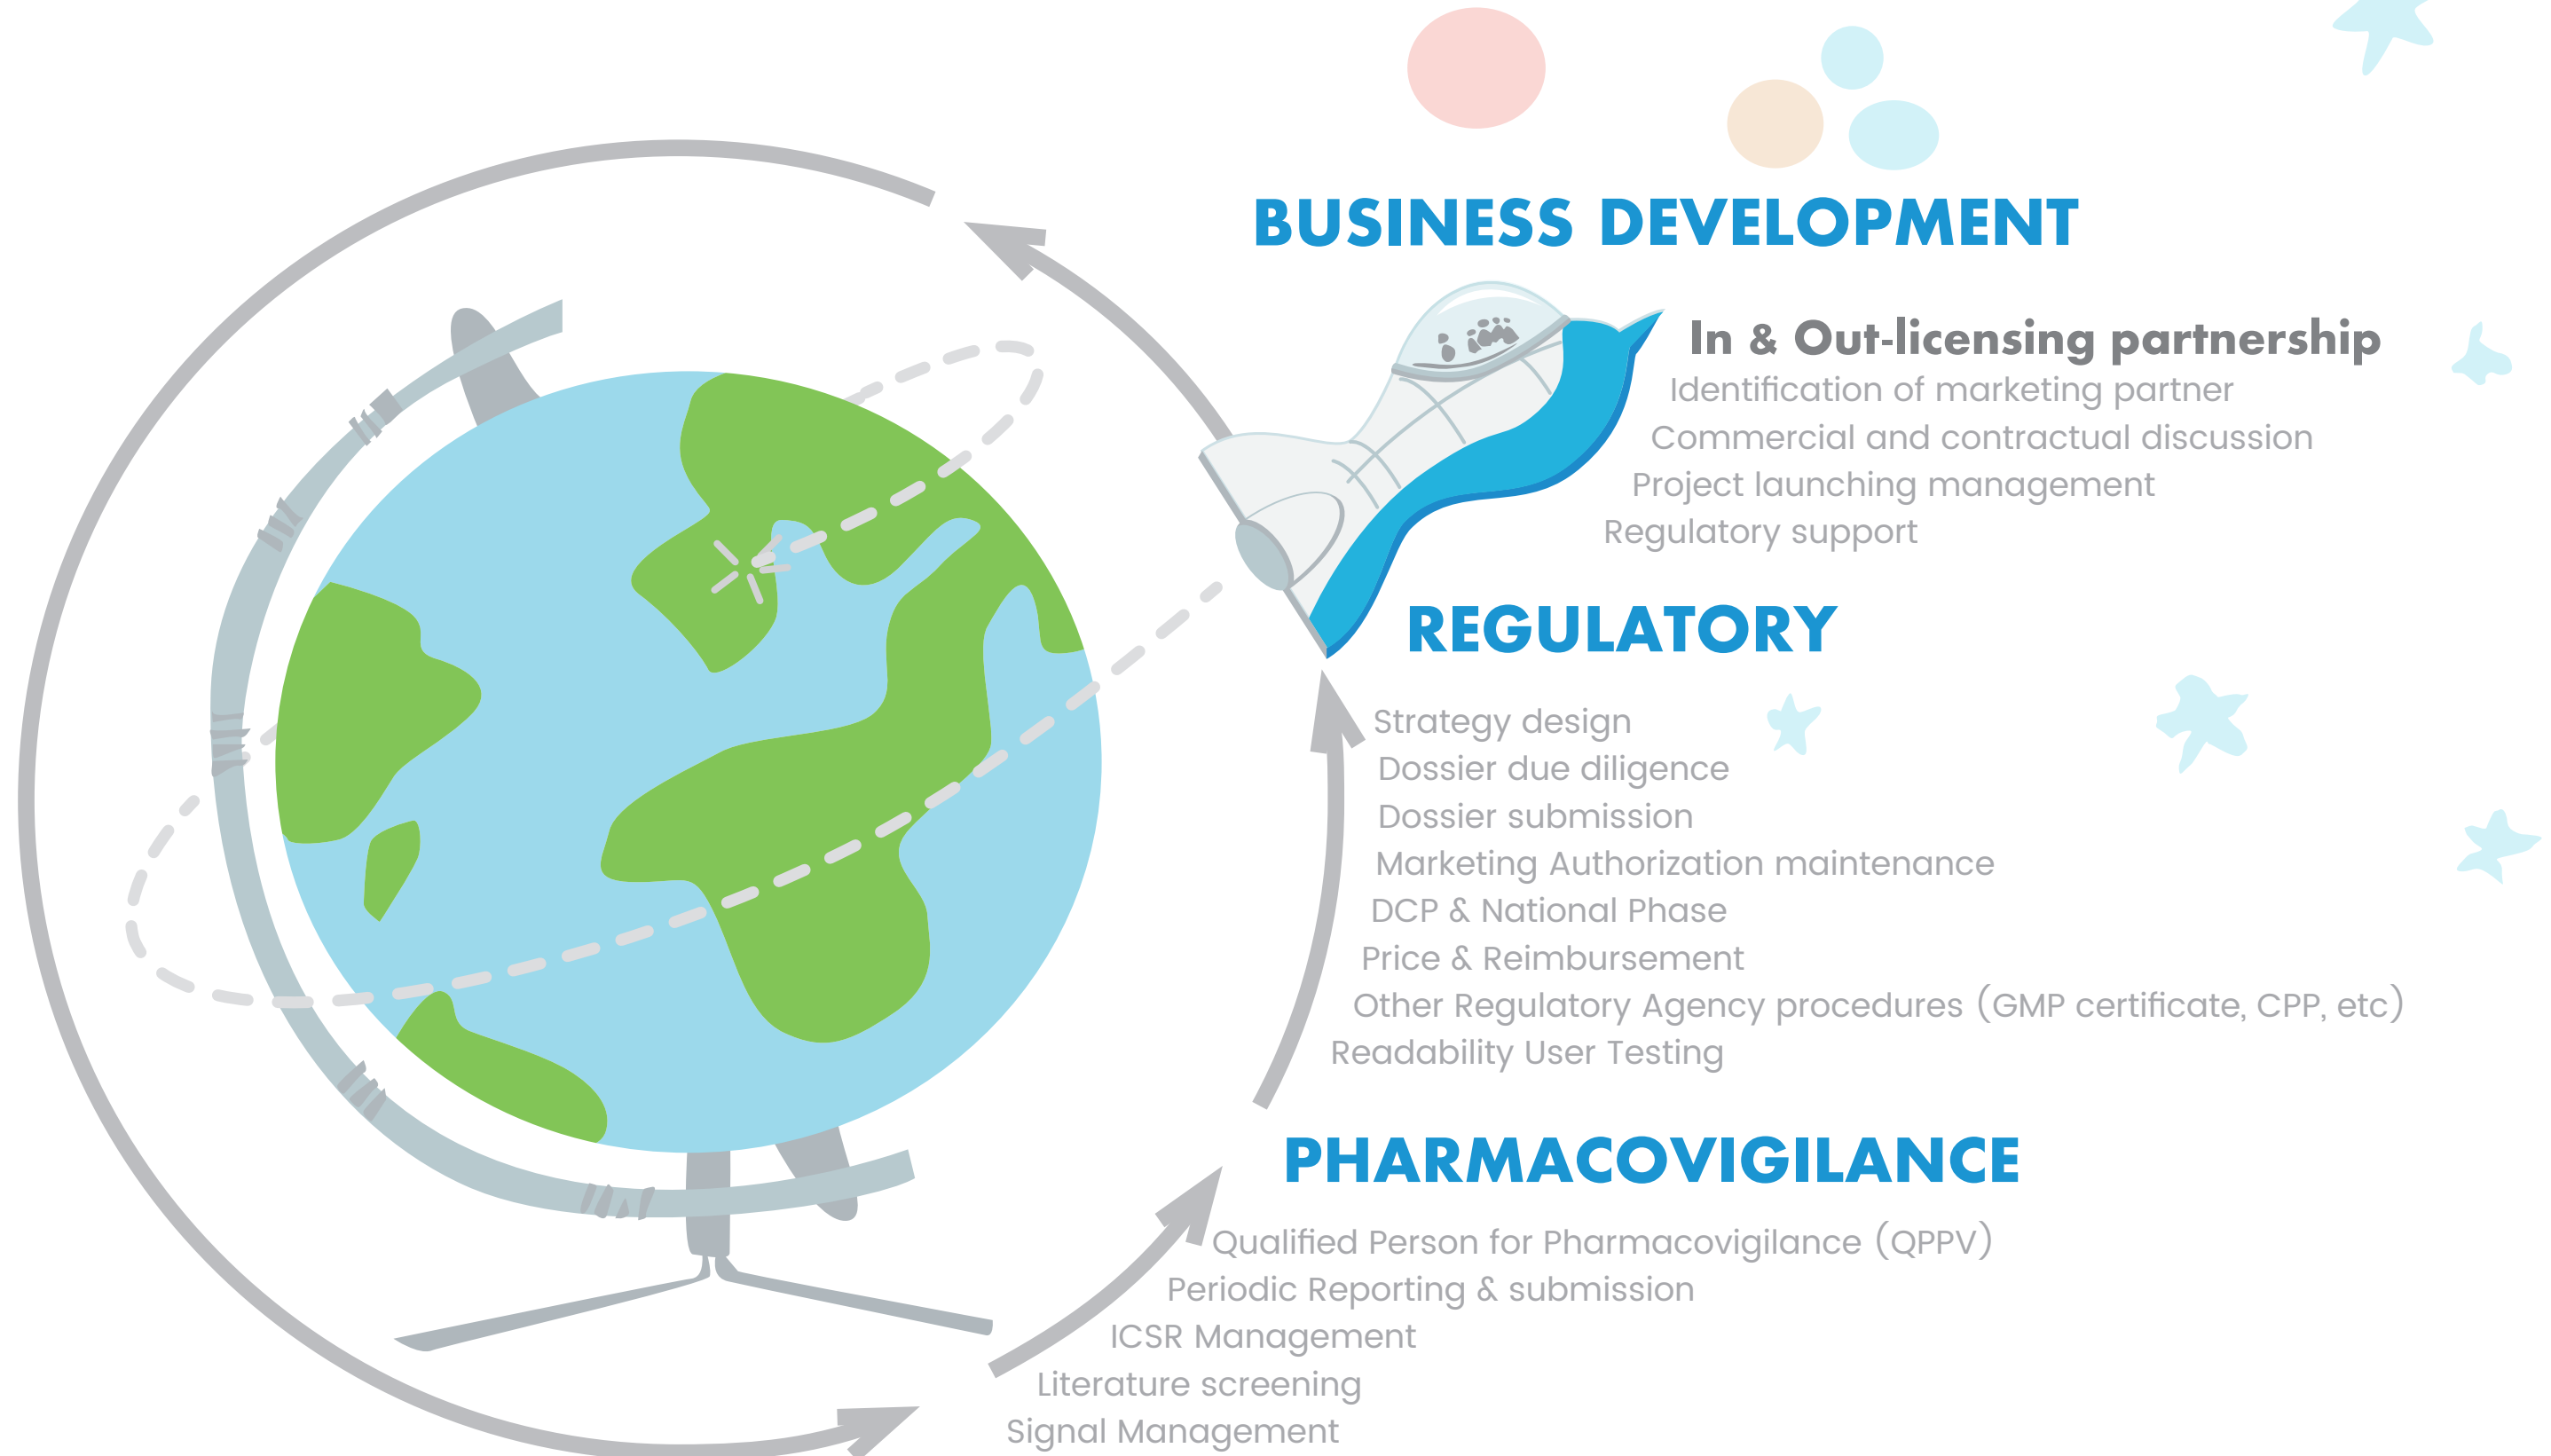 BUSINESS DEVELOPMENT
In & Out-licensing partnership
Identification of marketing partner
Commercial and contractual discussion
Project launching management
Regulatory support
REGULATORY
Strategy design
Dossier due diligence
Dossier submission
Marketing Authorization maintenance
DCP & National Phase
Price & Reimbursement
Other Regulatory Agency procedures (GMP certificate, CPP, etc)
Readability User Testing
PHARMACOVIGILANCE
Qualified Person for Pharmacovigilance (QPPV)
Periodic Reporting & submission
ICSR Management
Literature screening
Signal Management